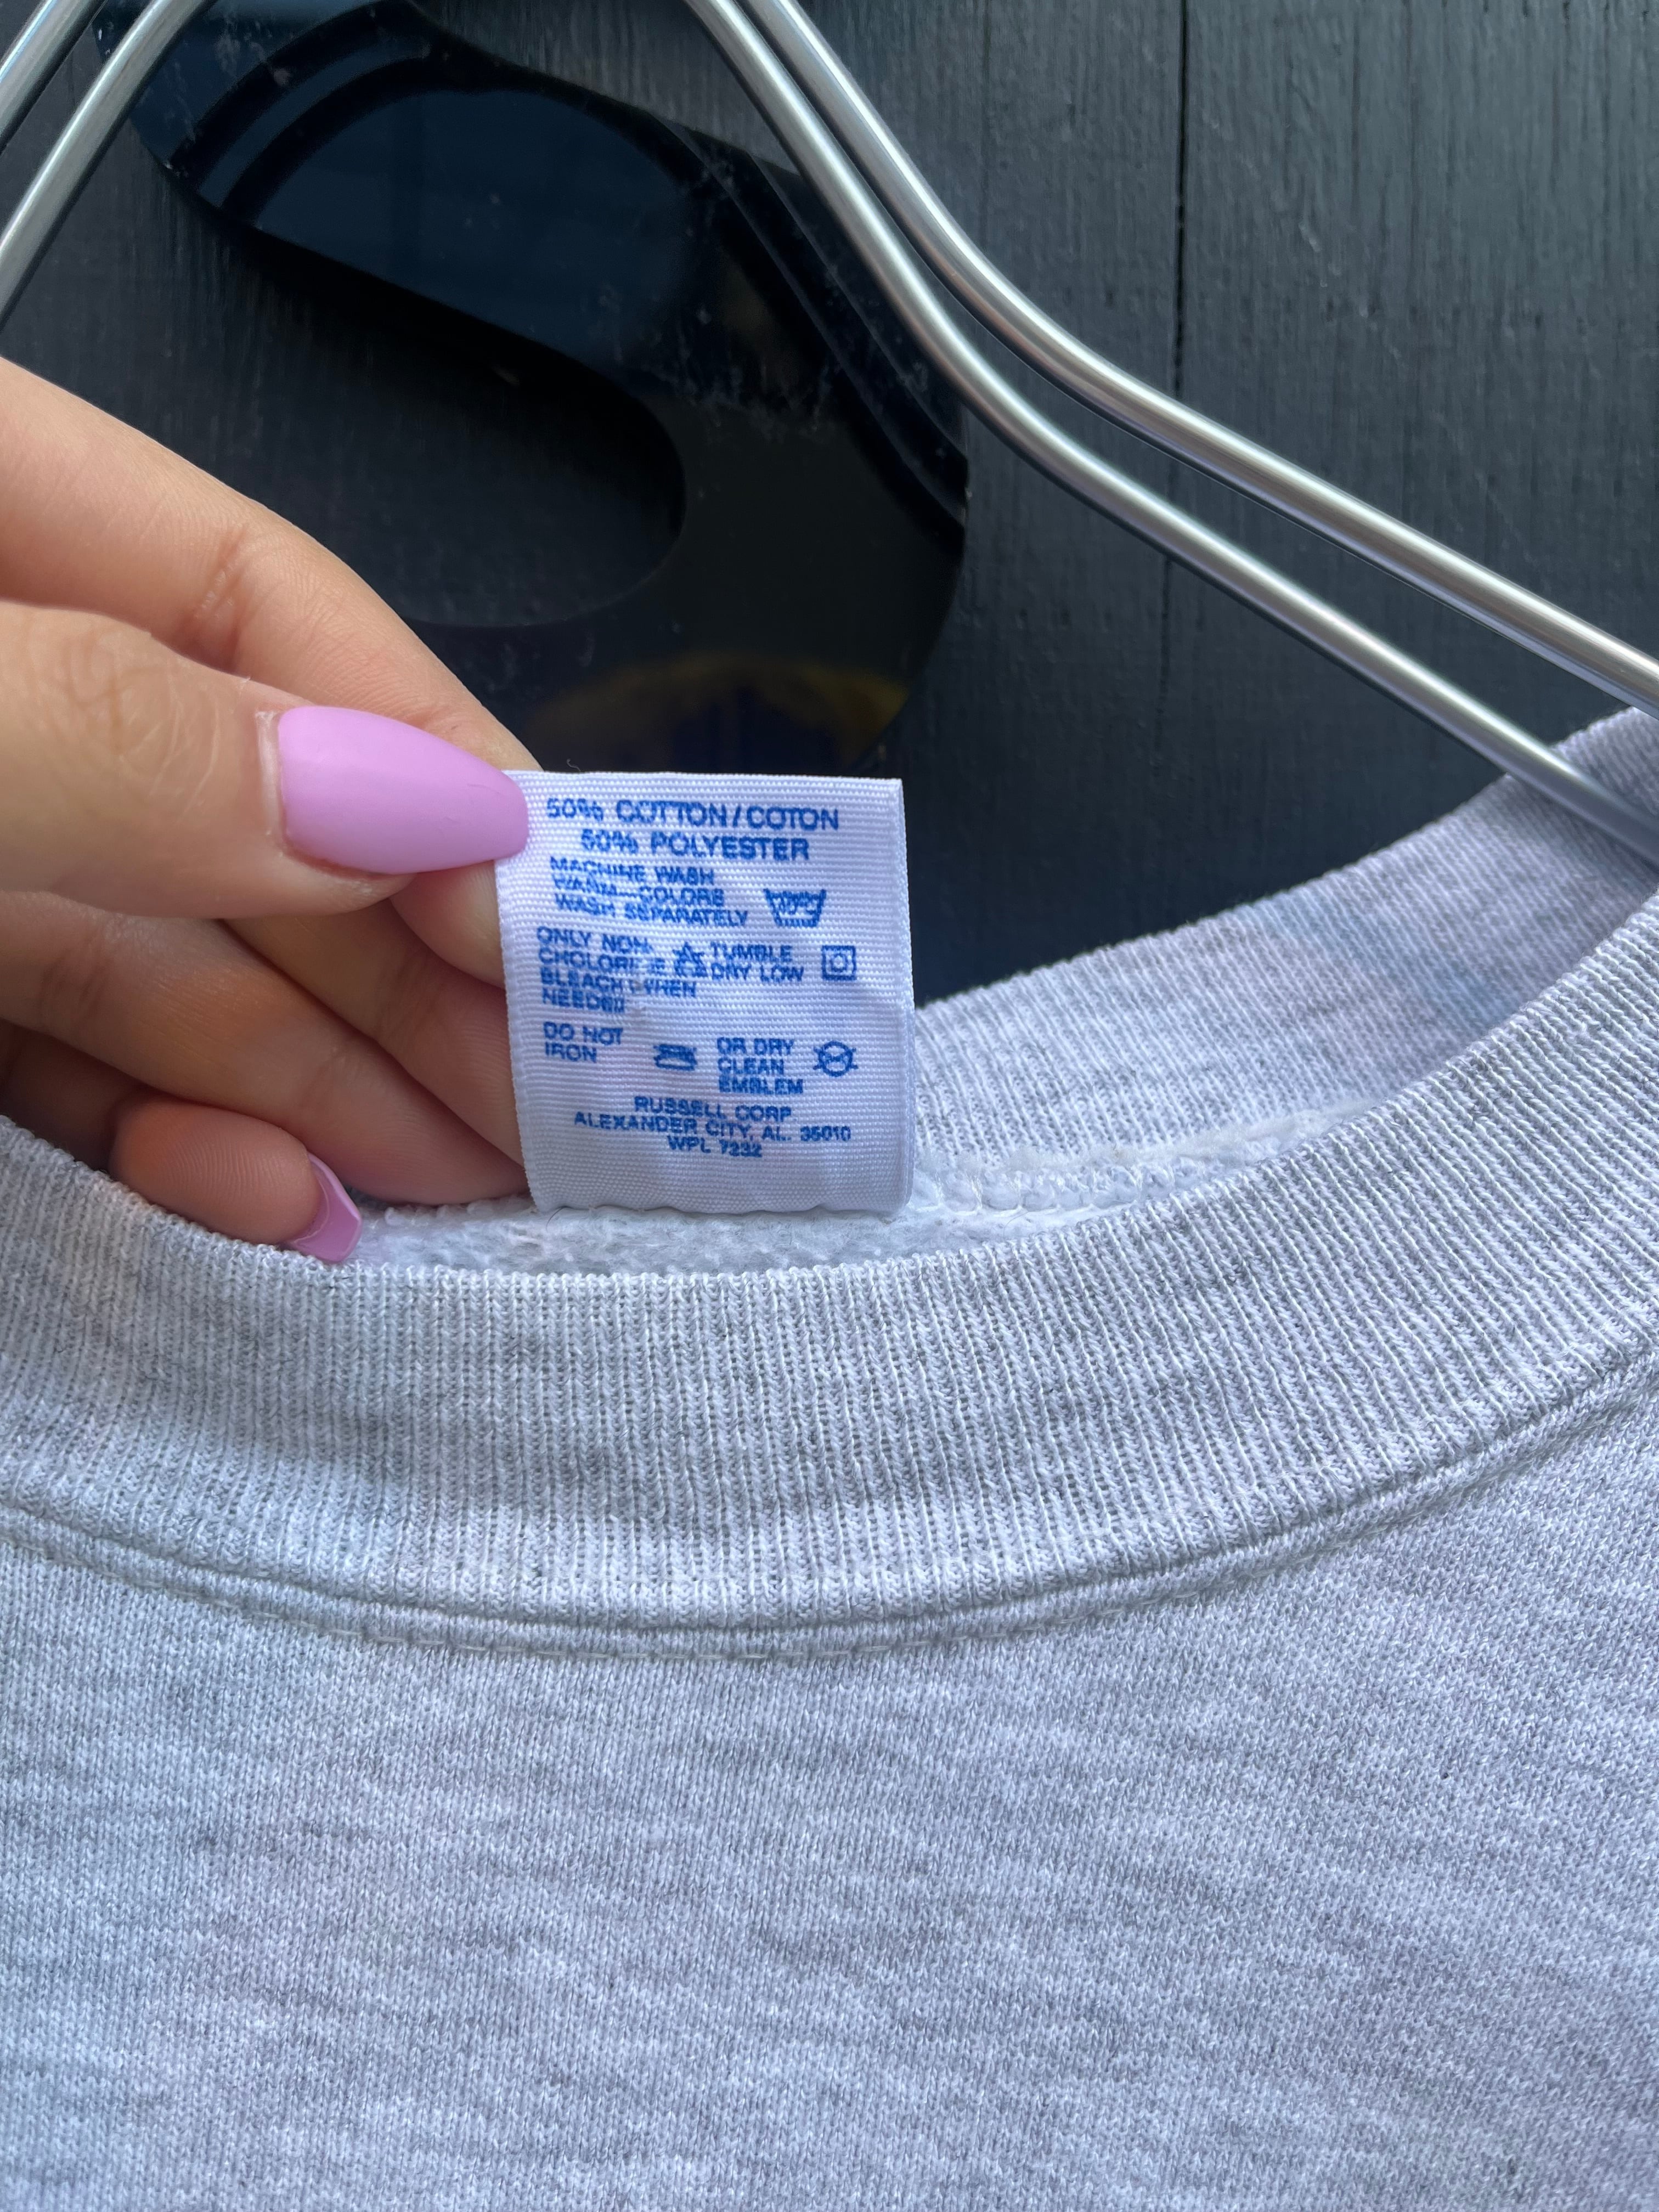 50% COTTON/COTON
50% POLYESTER
MACHINE WASH
WARM—COLORS
WASH SEPARATELY
ONLY NON-
CHOLORINE
BLEACH WHEN
NEEDED
TUMBLE
DRY LOW
DO NOT
IRON
OR DRY
CLEAN
EMBLEM
RUSSELL CORP
ALEXANDER CITY, AL. 35010
WPL 7232